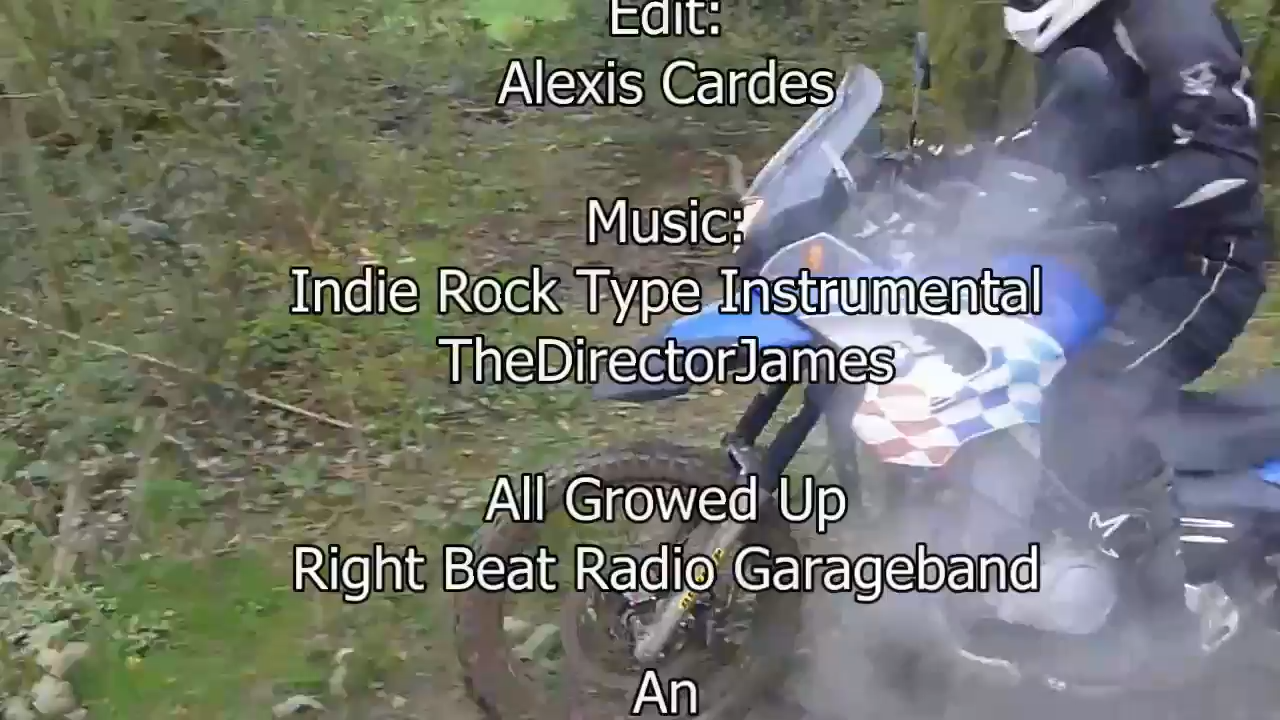 Edit:
Alexis Cardes
Music:
Indie Rock Type Instrumental
TheDirectorJames
All Growed Up
Right Beat Radio Garageband
An